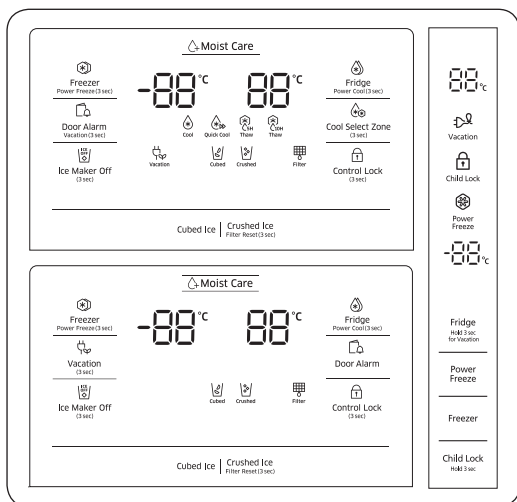 Moist Care
Freezer
Power Freeze(3 sec)
-88°C
88°C
Fridge
Power Cool(3 sec)
Door Alarm
Vacation(3 sec)
Cool
Quick Cool
5H
Thaw
10H
Thaw
Cool Select Zone
(3 sec)
ICE
OFF
Ice Maker Off
(3 sec)
Vacation
Cubed
Crushed
Filter
Control Lock
(3 sec)
Cubed Ice
Crushed Ice
Filter Reset(3 sec)
Moist Care
Freezer
Power Freeze(3 sec)
-88°C
88°C
Fridge
Power Cool(3 sec)
Vacation
(3 sec)
Door Alarm
ICE
OFF
Ice Maker Off
(3 sec)
Cubed
Crushed
Filter
Control Lock
(3 sec)
Cubed Ice
Crushed Ice
Filter Reset(3 sec)
88°C
Vacation
Child Lock
Power
Freeze
-88°C
Fridge
Hold 3 sec
for Vacation
Power
Freeze
Freezer
Child Lock
Hold 3 sec